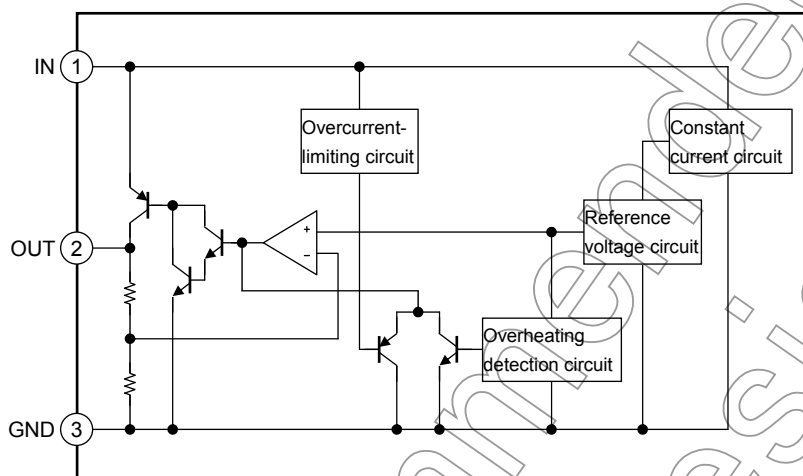 IN 1
Overcurrent-
limiting circuit
Constant
current circuit
Reference
voltage circuit
OUT 2
+
−
Overheating
detection circuit
GND 3